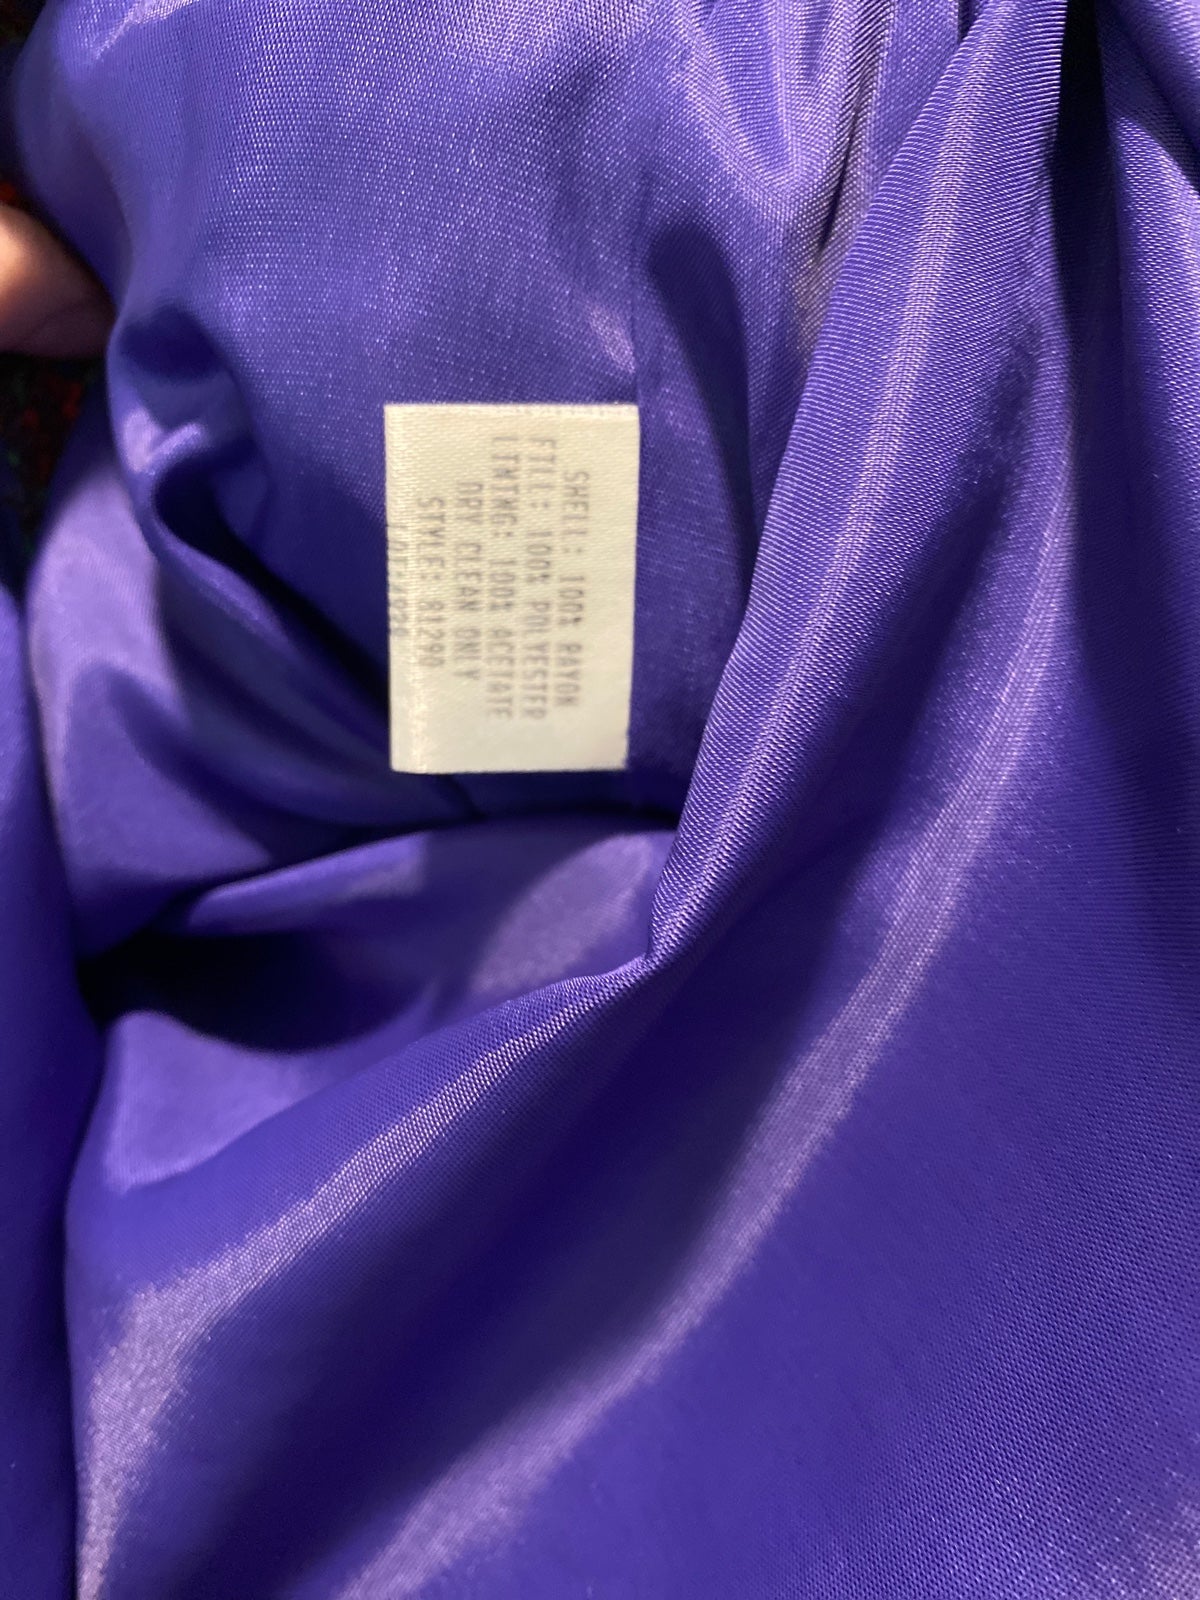 SHELL: 100% RAYON
FILL: 100% POLYESTER
LINING: 100% ACETATE
DRY CLEAN ONLY
STYLE: 81290